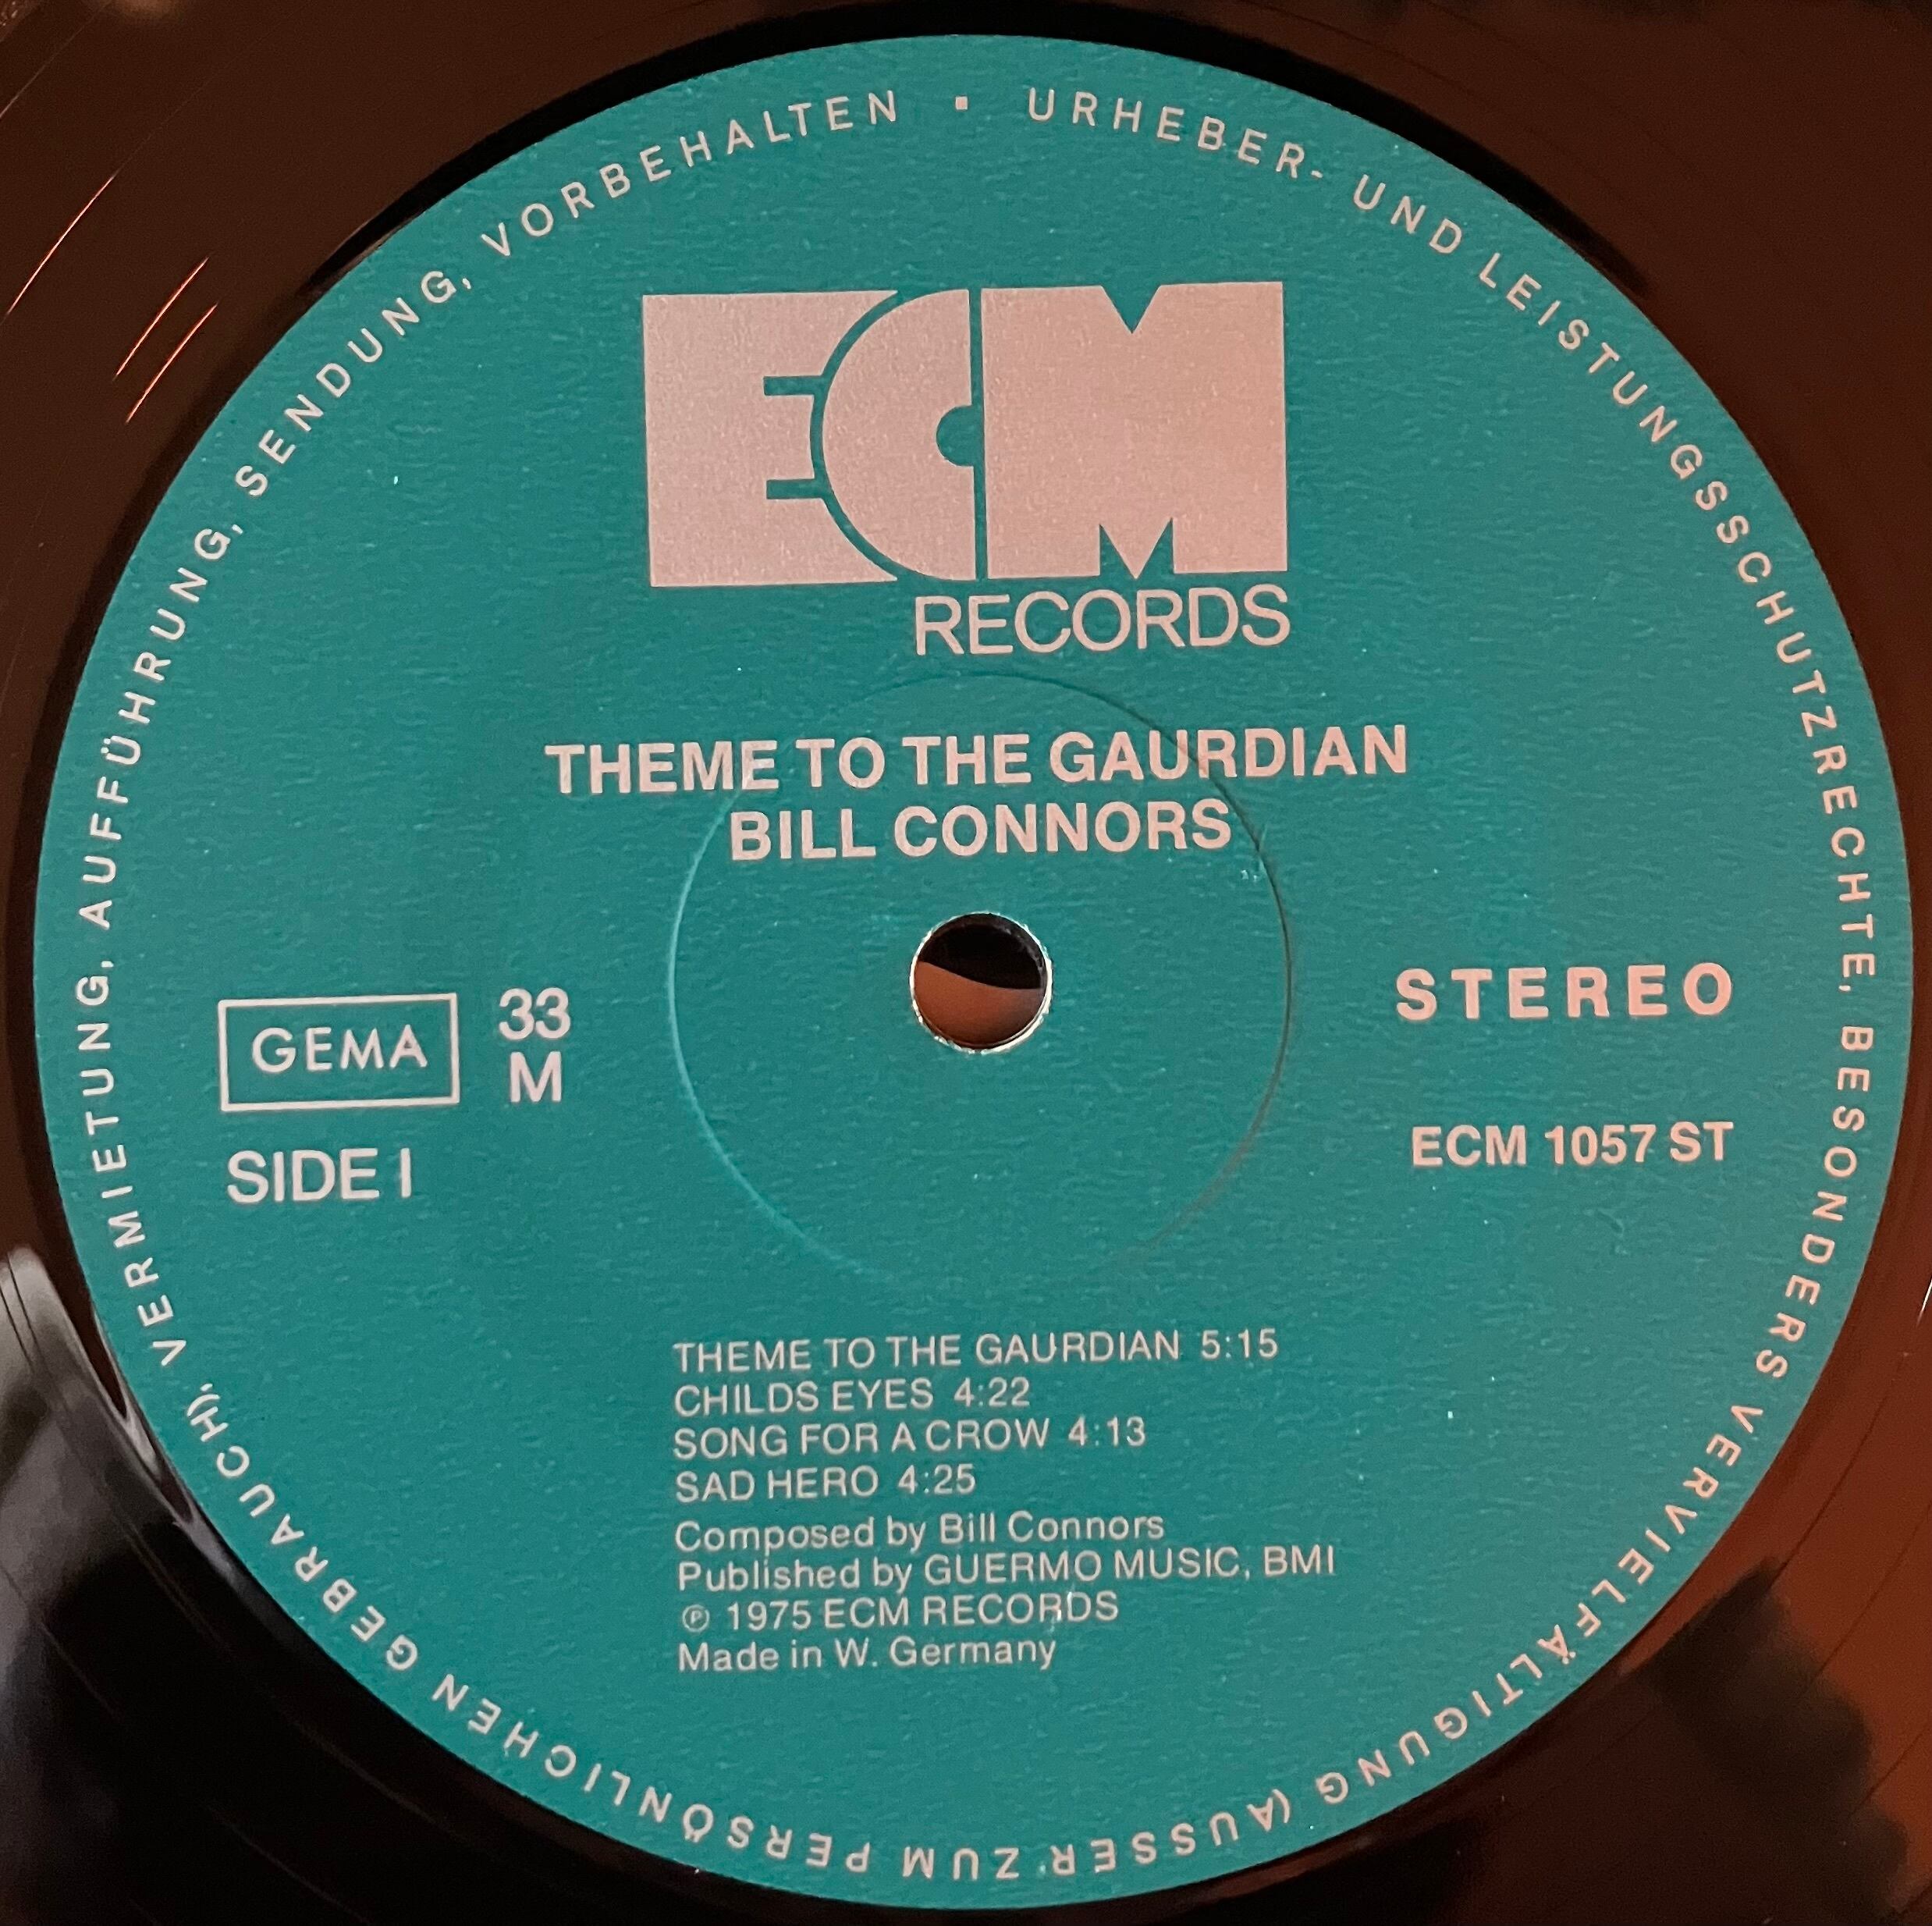 URHEBER- UND LEISTUNGSSCHUTZRECHTE, BESONDERS VERVIELFÄLTIGUNG (AUSSER ZUM PERSÖNLICHEN GEBRAUCH), VERMIETUNG, AUFFÜHRUNG, SENDUNG, VORBEHALTEN ▪
ECM
RECORDS
THEME TO THE GAURDIAN
BILL CONNORS
GEMA
33
M
SIDE I
STEREO
ECM 1057 ST
THEME TO THE GAURDIAN 5:15
CHILDS EYES 4:22
SONG FOR A CROW 4:13
SAD HERO 4:25
Composed by Bill Connors
Published by GUERMO MUSIC, BMI
℗ 1975 ECM RECORDS
Made in W. Germany